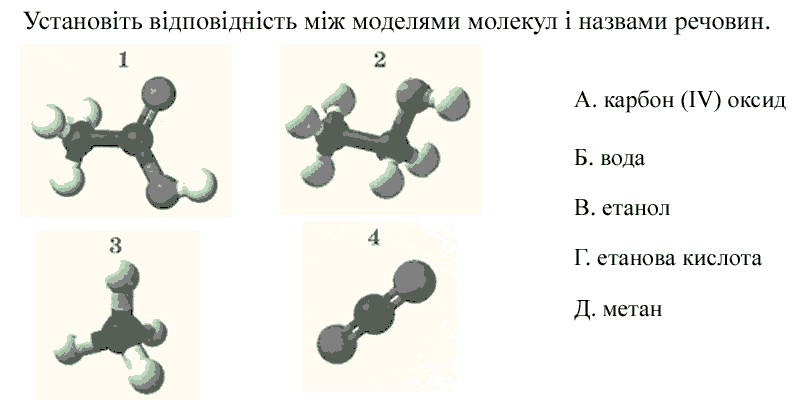 Установіть відповідність між моделями молекул і назвами речовин.
1
2
3
4
А. карбон (IV) оксид
Б. вода
В. етанол
Г. етанова кислота
Д. метан